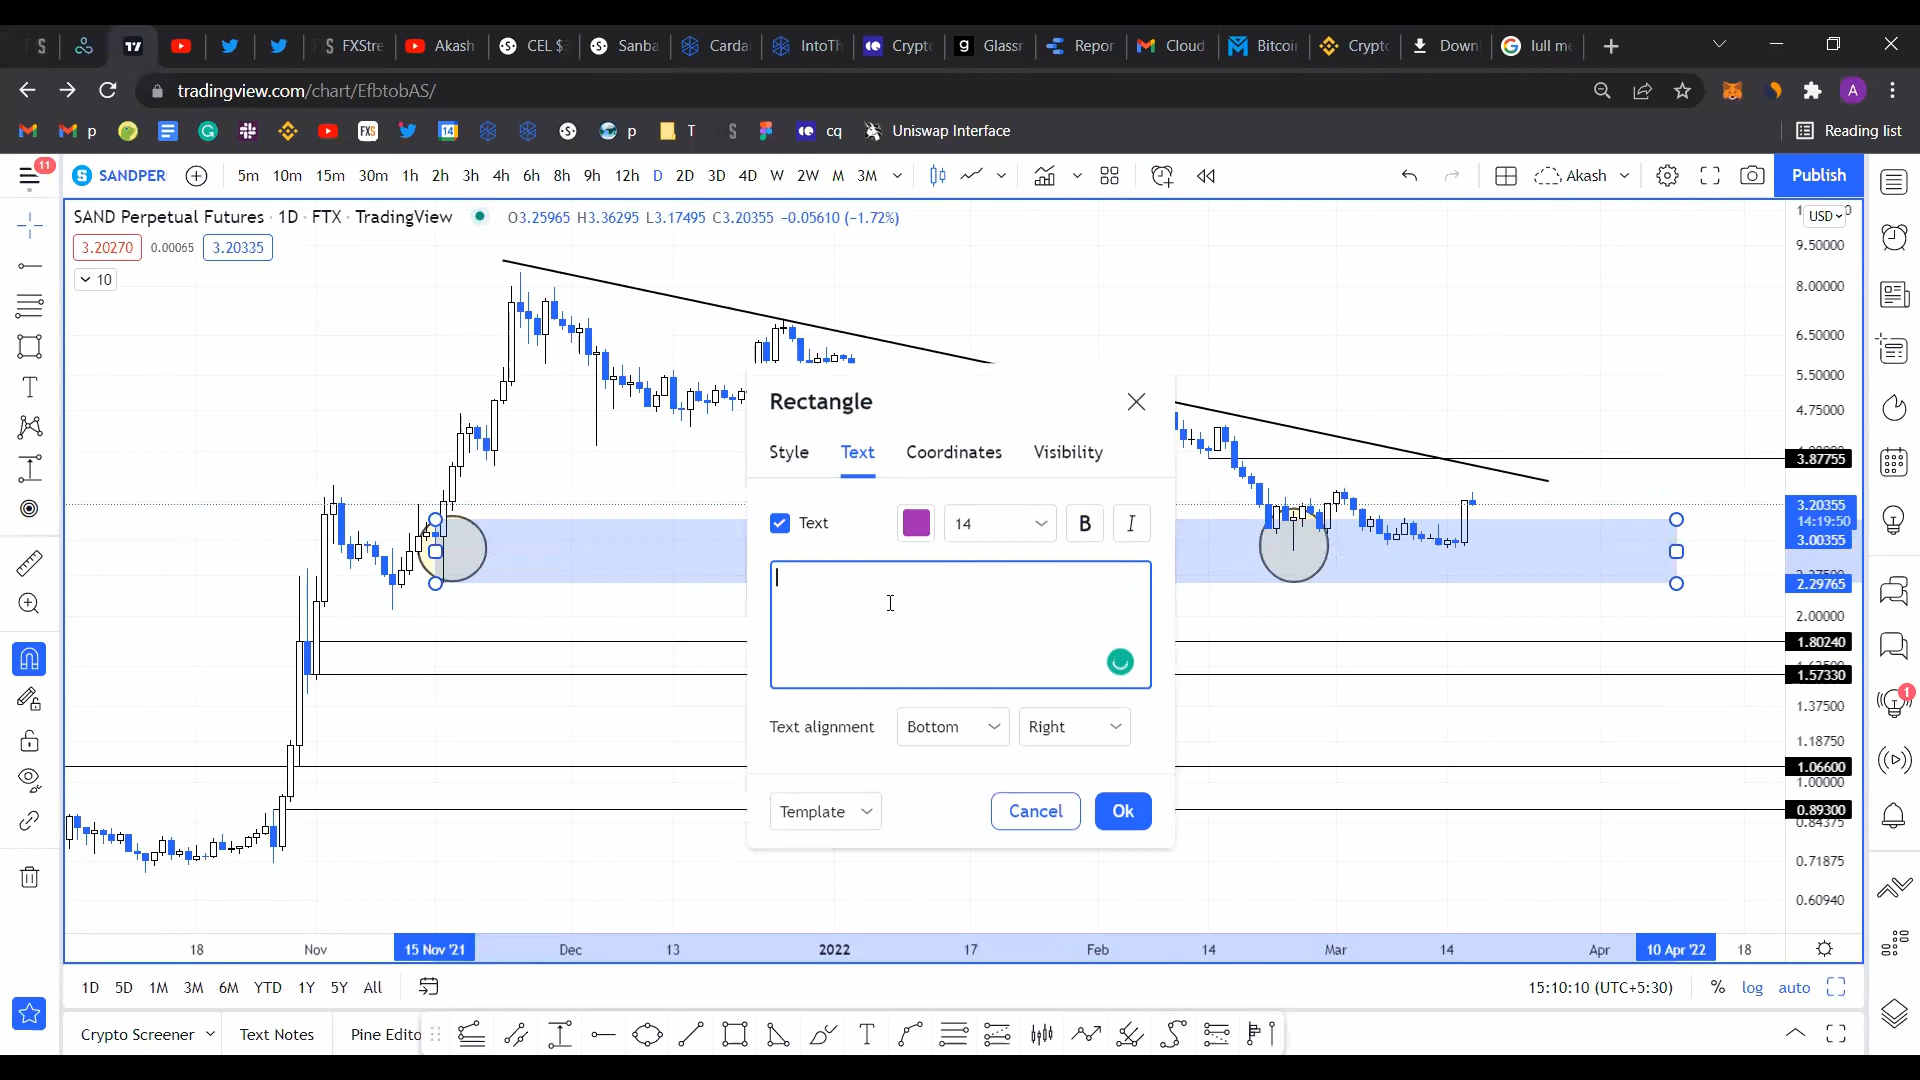 S
FXStre
Akash
CEL $
Sanba
Carda
IntoTh
Crypto
Glassn
Repor
Cloud
Bitcoi
Crypto
Down
lull me
tradingview.com/chart/EfbtobAS/
A
p
FXS
14
T
S
p
cq
Uniswap Interface
Reading list
11
SANDPER
5m 10m 15m 30m 1h 2h 3h 4h 6h 8h 9h 12h D 2D 3D 4D W 2W M 3M
Akash
Publish
SAND Perpetual Futures · 1D · FTX · TradingView
O3.25965 H3.36295 L3.17495 C3.20355 −0.05610 (−1.72%)
USD
3.20270 0.00065 3.20335
10
9.50000
8.00000
6.50000
5.50000
4.75000
3.87755
3.20355
14:19:50
3.00355
2.29765
2.00000
1.80240
1.57330
1.37500
1.18750
1.06600
1.00000
0.89300
0.84375
0.71875
0.60940
Rectangle
Style Text Coordinates Visibility
Text 14 B I
Text alignment Bottom Right
Template Cancel Ok
1
18 Nov 15 Nov '21 Dec 13 2022 17 Feb 14 Mar 14 Apr 10 Apr '22 18
1D 5D 1M 3M 6M YTD 1Y 5Y All
15:10:10 (UTC+5:30) % log auto
Crypto Screener Text Notes Pine Edito